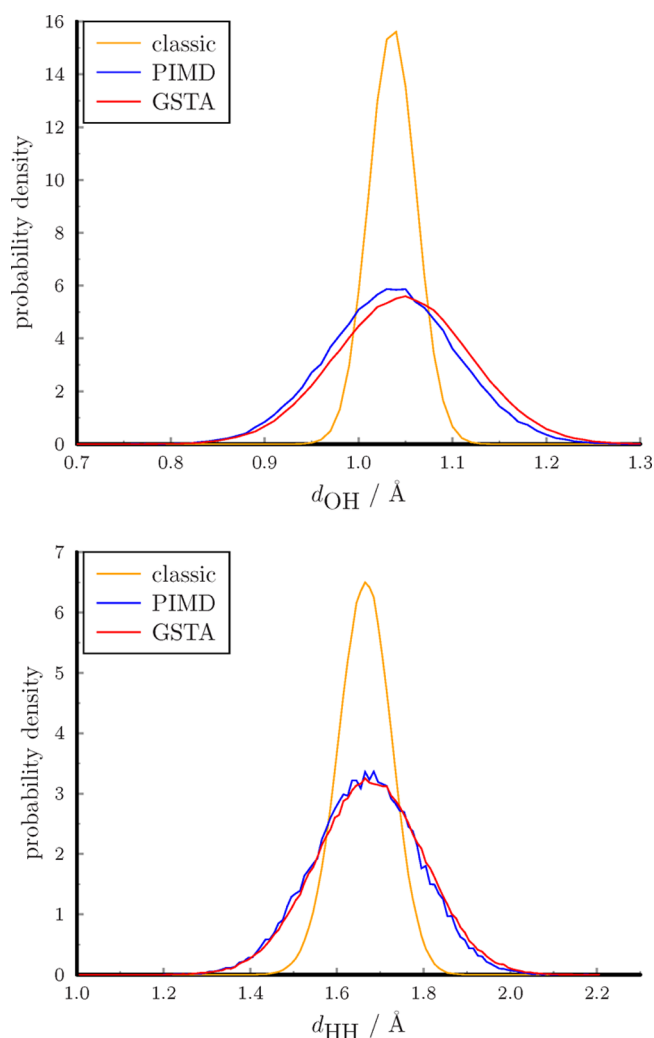 16
14
12
10
8
6
4
2
0
probability density
classic
PIMD
GSTA
0.7 0.8 0.9 1.0 1.1 1.2 1.3
dOH / Å
7
6
5
4
3
2
1
0
probability density
classic
PIMD
GSTA
1.0 1.2 1.4 1.6 1.8 2.0 2.2
dHH / Å